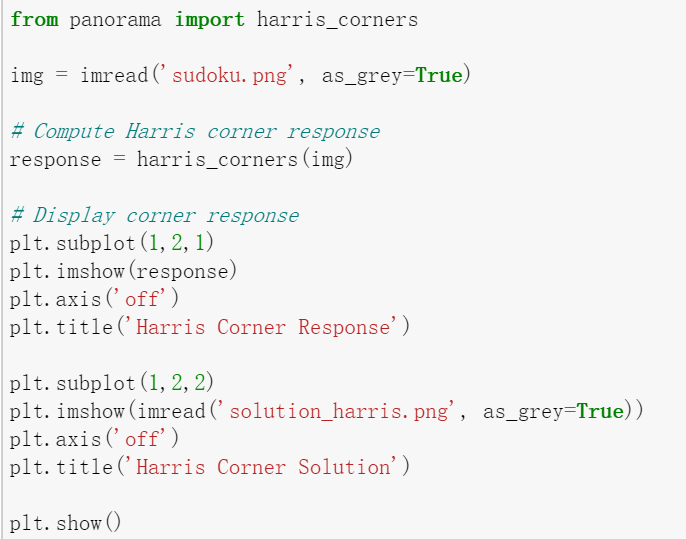 from panorama import harris_corners
img = imread('sudoku.png', as_grey=True)
# Compute Harris corner response
response = harris_corners(img)
# Display corner response
plt.subplot(1,2,1)
plt.imshow(response)
plt.axis('off')
plt.title('Harris Corner Response')
plt.subplot(1,2,2)
plt.imshow(imread('solution_harris.png', as_grey=True))
plt.axis('off')
plt.title('Harris Corner Solution')
plt.show()